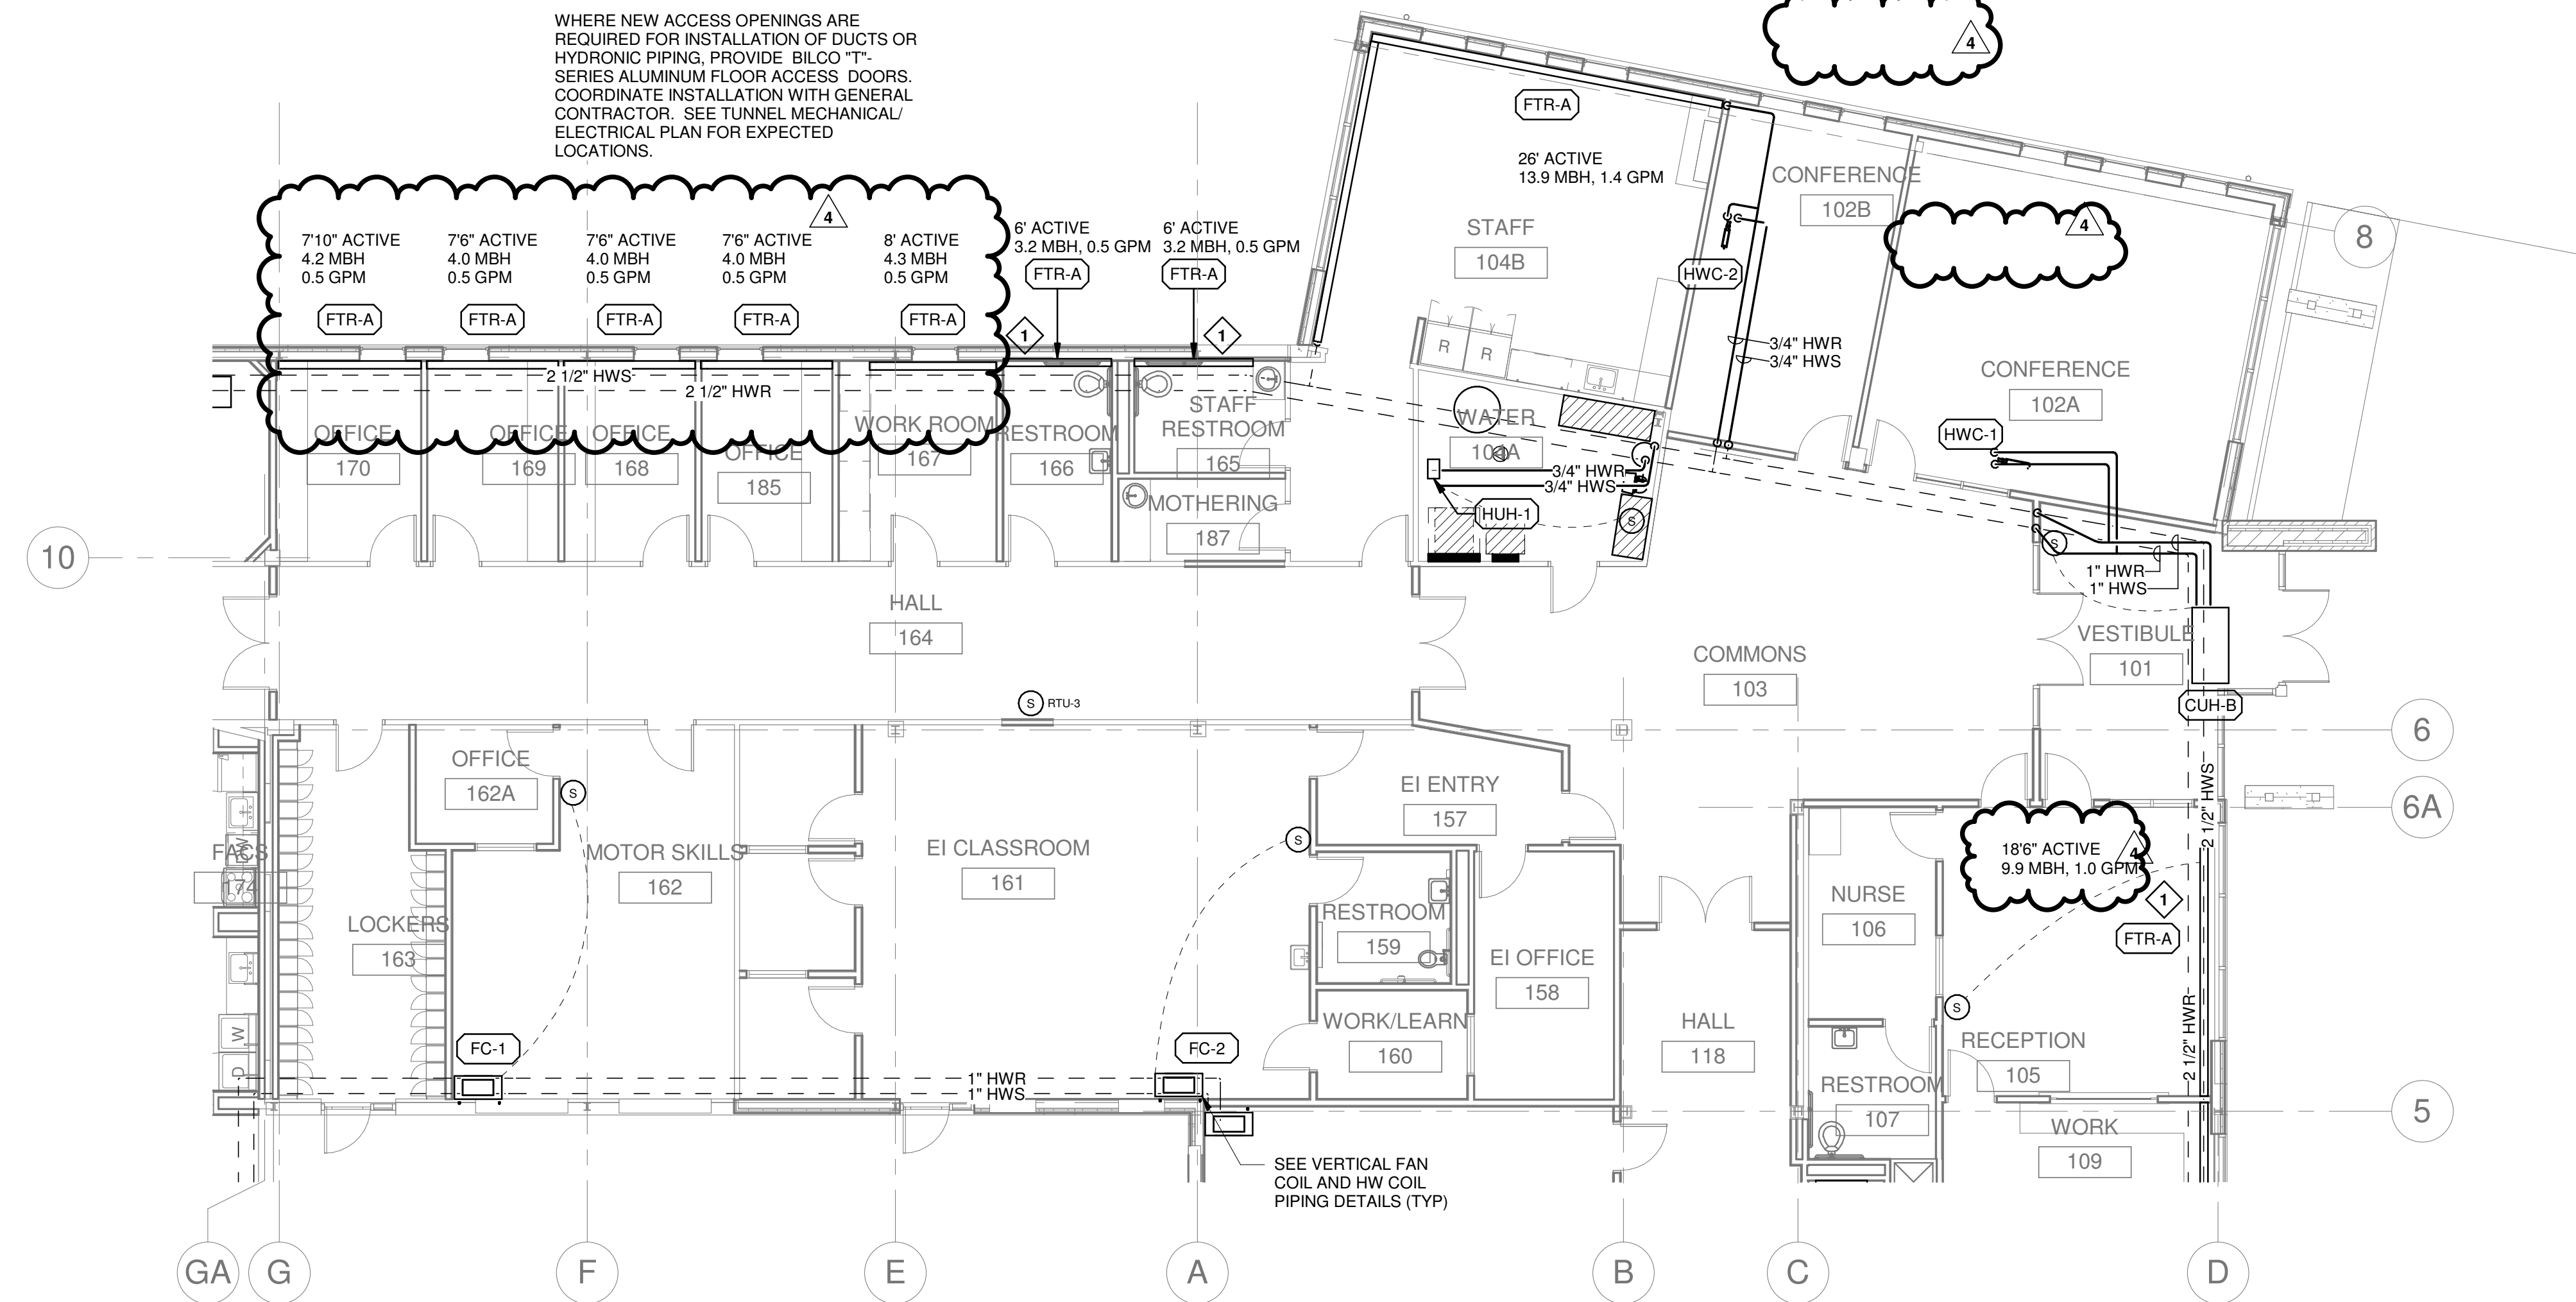 WHERE NEW ACCESS OPENINGS ARE
REQUIRED FOR INSTALLATION OF DUCTS OR
HYDRONIC PIPING, PROVIDE BILCO "T"-
SERIES ALUMINUM FLOOR ACCESS DOORS.
COORDINATE INSTALLATION WITH GENERAL
CONTRACTOR. SEE TUNNEL MECHANICAL/
ELECTRICAL PLAN FOR EXPECTED
LOCATIONS.
4
FTR-A
26' ACTIVE
13.9 MBH, 1.4 GPM
STAFF
104B
R
R
CONFERENCE
102B
HWC-2
3/4" HWR
3/4" HWS
4
8
CONFERENCE
102A
HWC-1
4
7'10" ACTIVE
4.2 MBH
0.5 GPM
FTR-A
7'6" ACTIVE
4.0 MBH
0.5 GPM
FTR-A
7'6" ACTIVE
4.0 MBH
0.5 GPM
FTR-A
7'6" ACTIVE
4.0 MBH
0.5 GPM
FTR-A
8' ACTIVE
4.3 MBH
0.5 GPM
FTR-A
6' ACTIVE
3.2 MBH, 0.5 GPM
FTR-A
1
6' ACTIVE
3.2 MBH, 0.5 GPM
FTR-A
1
2 1/2" HWS
2 1/2" HWR
OFFICE
170
OFFICE
169
OFFICE
168
OFFICE
185
WORK ROOM
167
RESTROOM
166
STAFF
RESTROOM
165
MOTHERING
187
WATER
104A
3/4" HWR
3/4" HWS
HUH-1
S
S
1" HWR
1" HWS
10
HALL
164
COMMONS
103
VESTIBULE
101
CUH-B
S
RTU-3
6
6A
OFFICE
162A
S
FACS
174
DW
W
D
LOCKERS
163
MOTOR SKILLS
162
EI CLASSROOM
161
S
EI ENTRY
157
RESTROOM
159
WORK/LEARN
160
EI OFFICE
158
HALL
118
NURSE
106
RESTROOM
107
18'6" ACTIVE
9.9 MBH, 1.0 GPM
4
1
FTR-A
2 1/2" HWS
2 1/2" HWR
S
RECEPTION
105
WORK
109
FC-1
FC-2
1" HWR
1" HWS
5
SEE VERTICAL FAN
COIL AND HW COIL
PIPING DETAILS (TYP)
GA
G
F
E
A
B
C
D